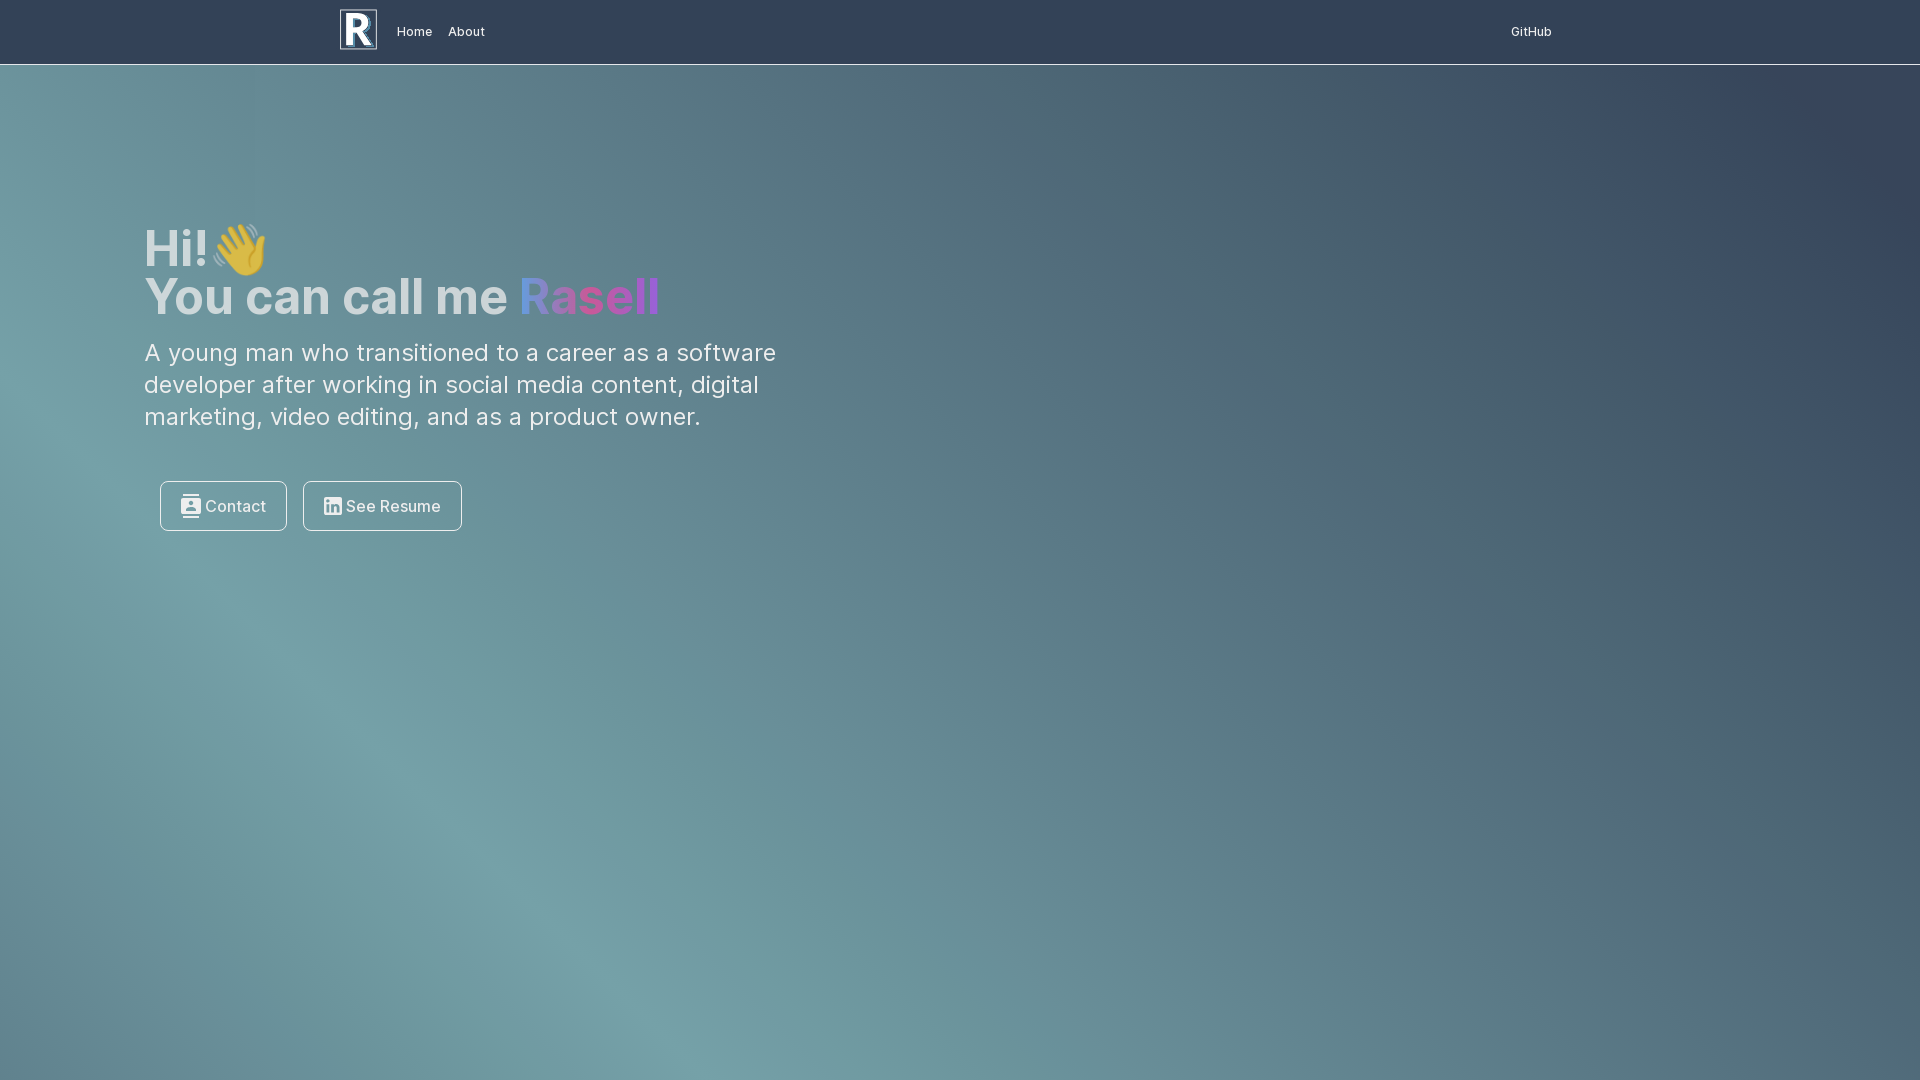 R
Home
About
GitHub
Hi!👋
You can call me Rasell
A young man who transitioned to a career as a software
developer after working in social media content, digital
marketing, video editing, and as a product owner.
Contact
See Resume